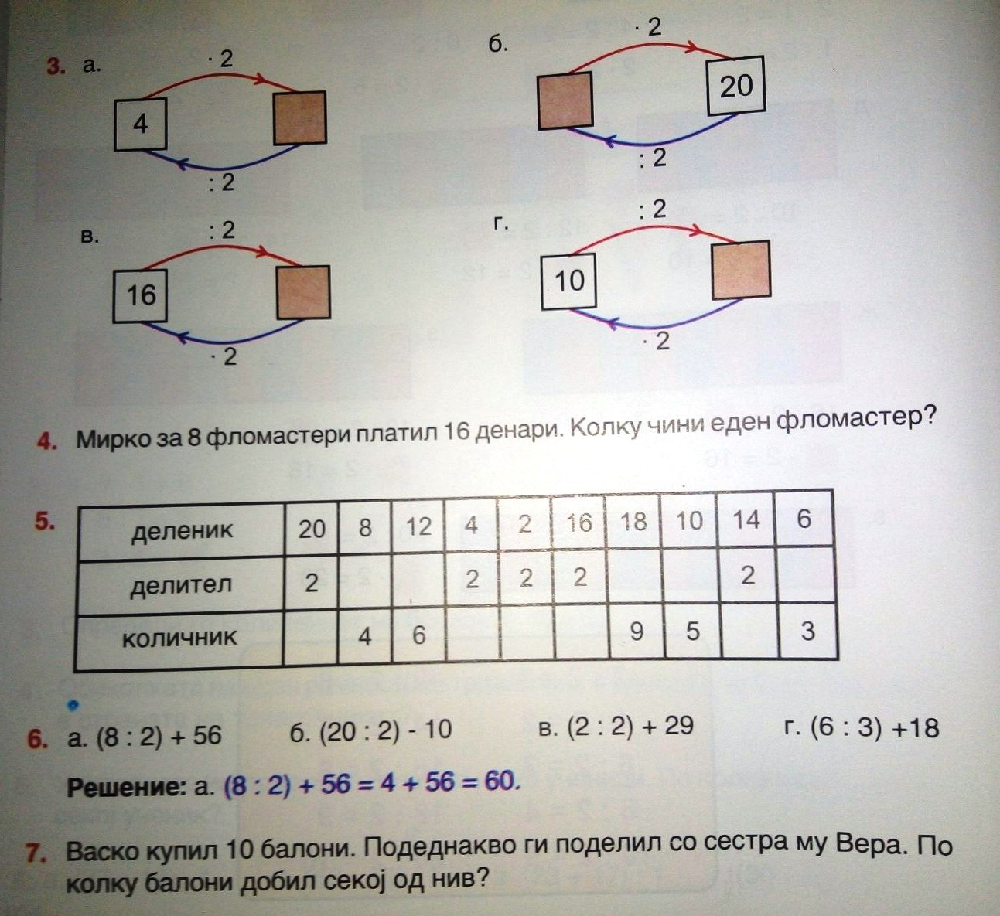 3. а. · 2
4
: 2
б. · 2
20
: 2
в. : 2
16
· 2
г. : 2
10
· 2
4. Мирко за 8 фломастери платил 16 денари. Колку чини еден фломастер?
5.
деленик 20 8 12 4 2 16 18 10 14 6
делител 2 2 2 2 2
количник 4 6 9 5 3
6. а. (8 : 2) + 56 б. (20 : 2) - 10 в. (2 : 2) + 29 г. (6 : 3) +18
Решение: а. (8 : 2) + 56 = 4 + 56 = 60.
7. Васко купил 10 балони. Подеднакво ги поделил со сестра му Вера. По
колку балони добил секој од нив?